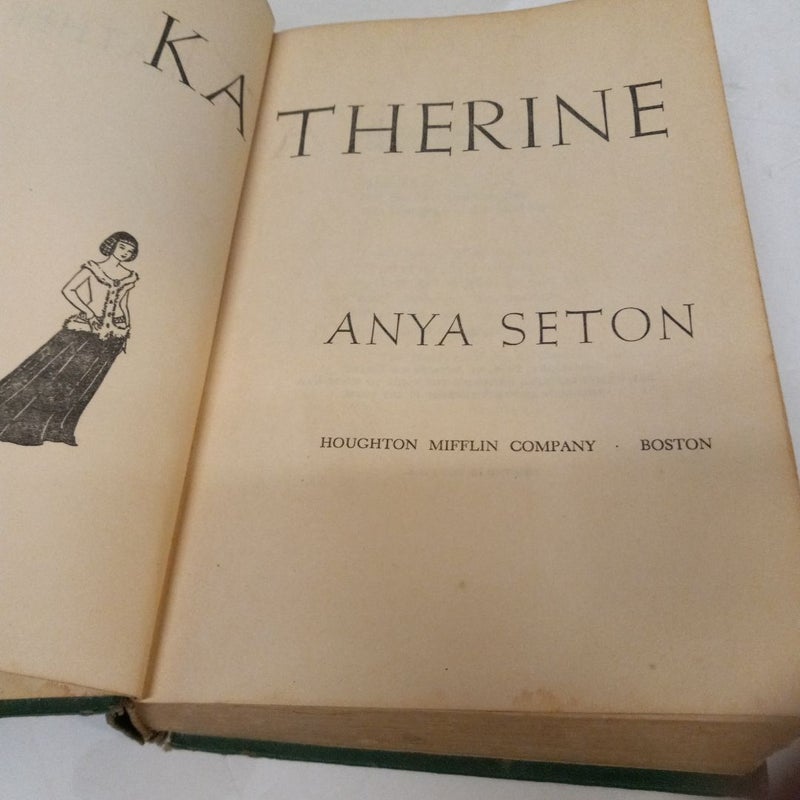 KATHERINE
ANYA SETON
HOUGHTON MIFFLIN COMPANY · BOSTON